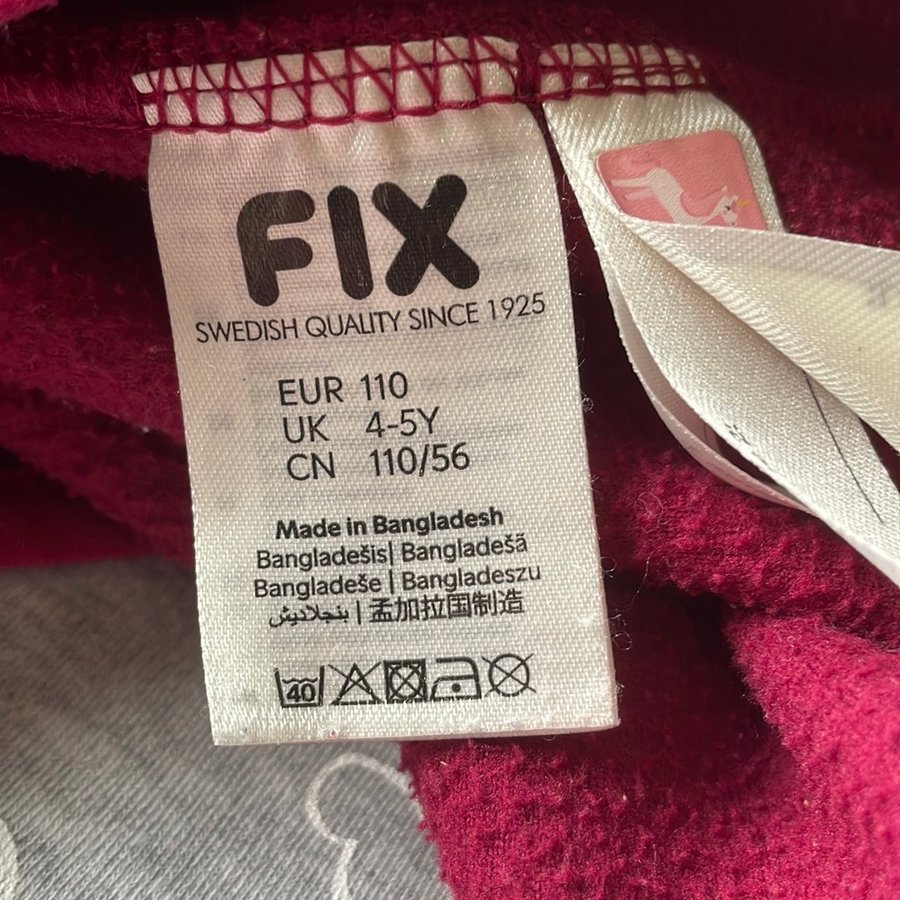 FIX
SWEDISH QUALITY SINCE 1925
EUR 110
UK 4-5Y
CN 110/56
Made in Bangladesh
Bangladešis| Bangladešā
Bangladeše | Bangladeszu
بنجلاديش | 孟加拉国制造
40